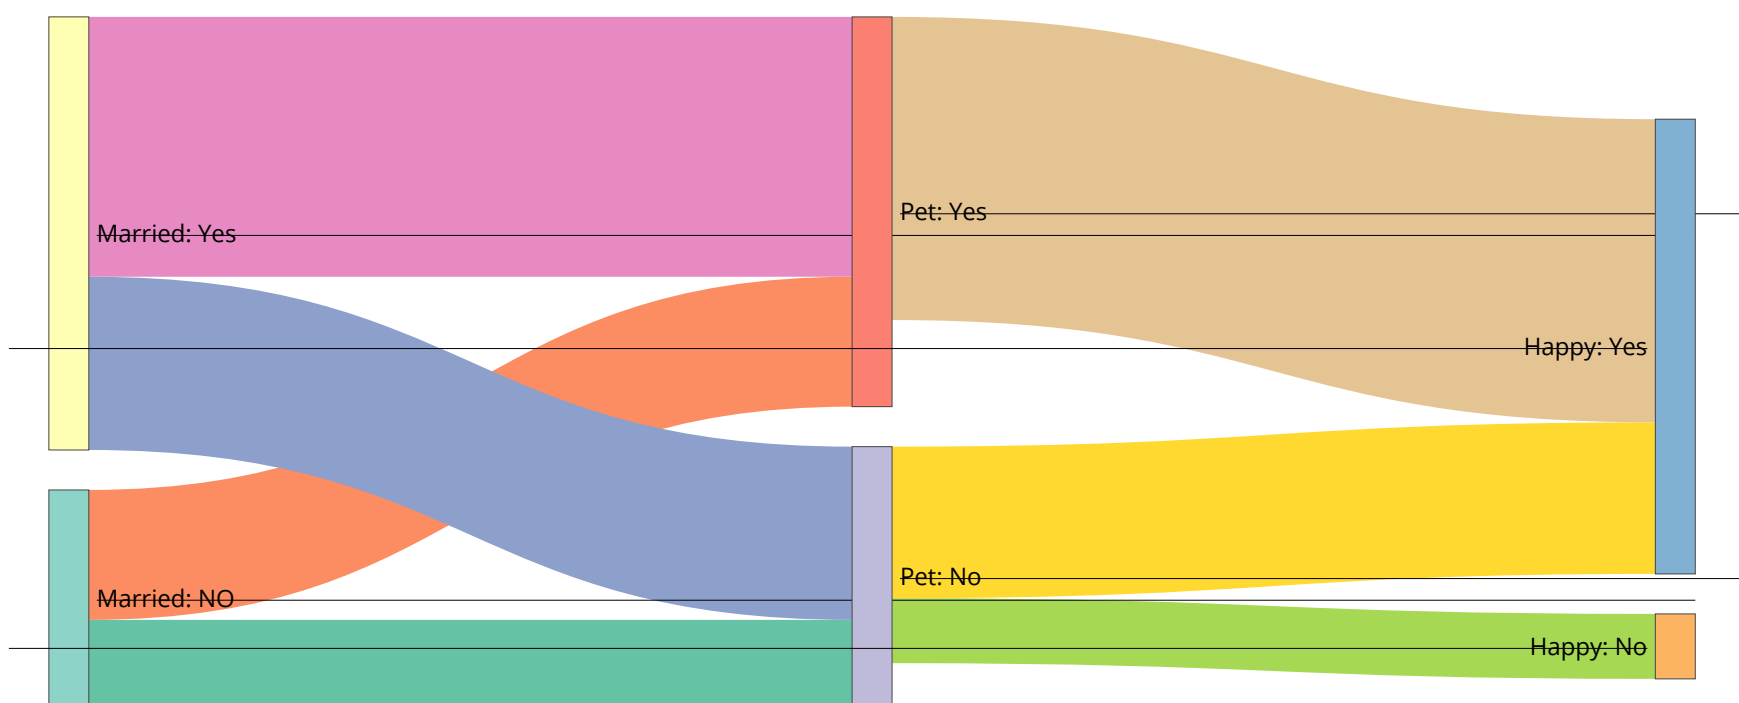 Married: Yes
Pet: Yes
Happy: Yes
Married: NO
Pet: No
Happy: No